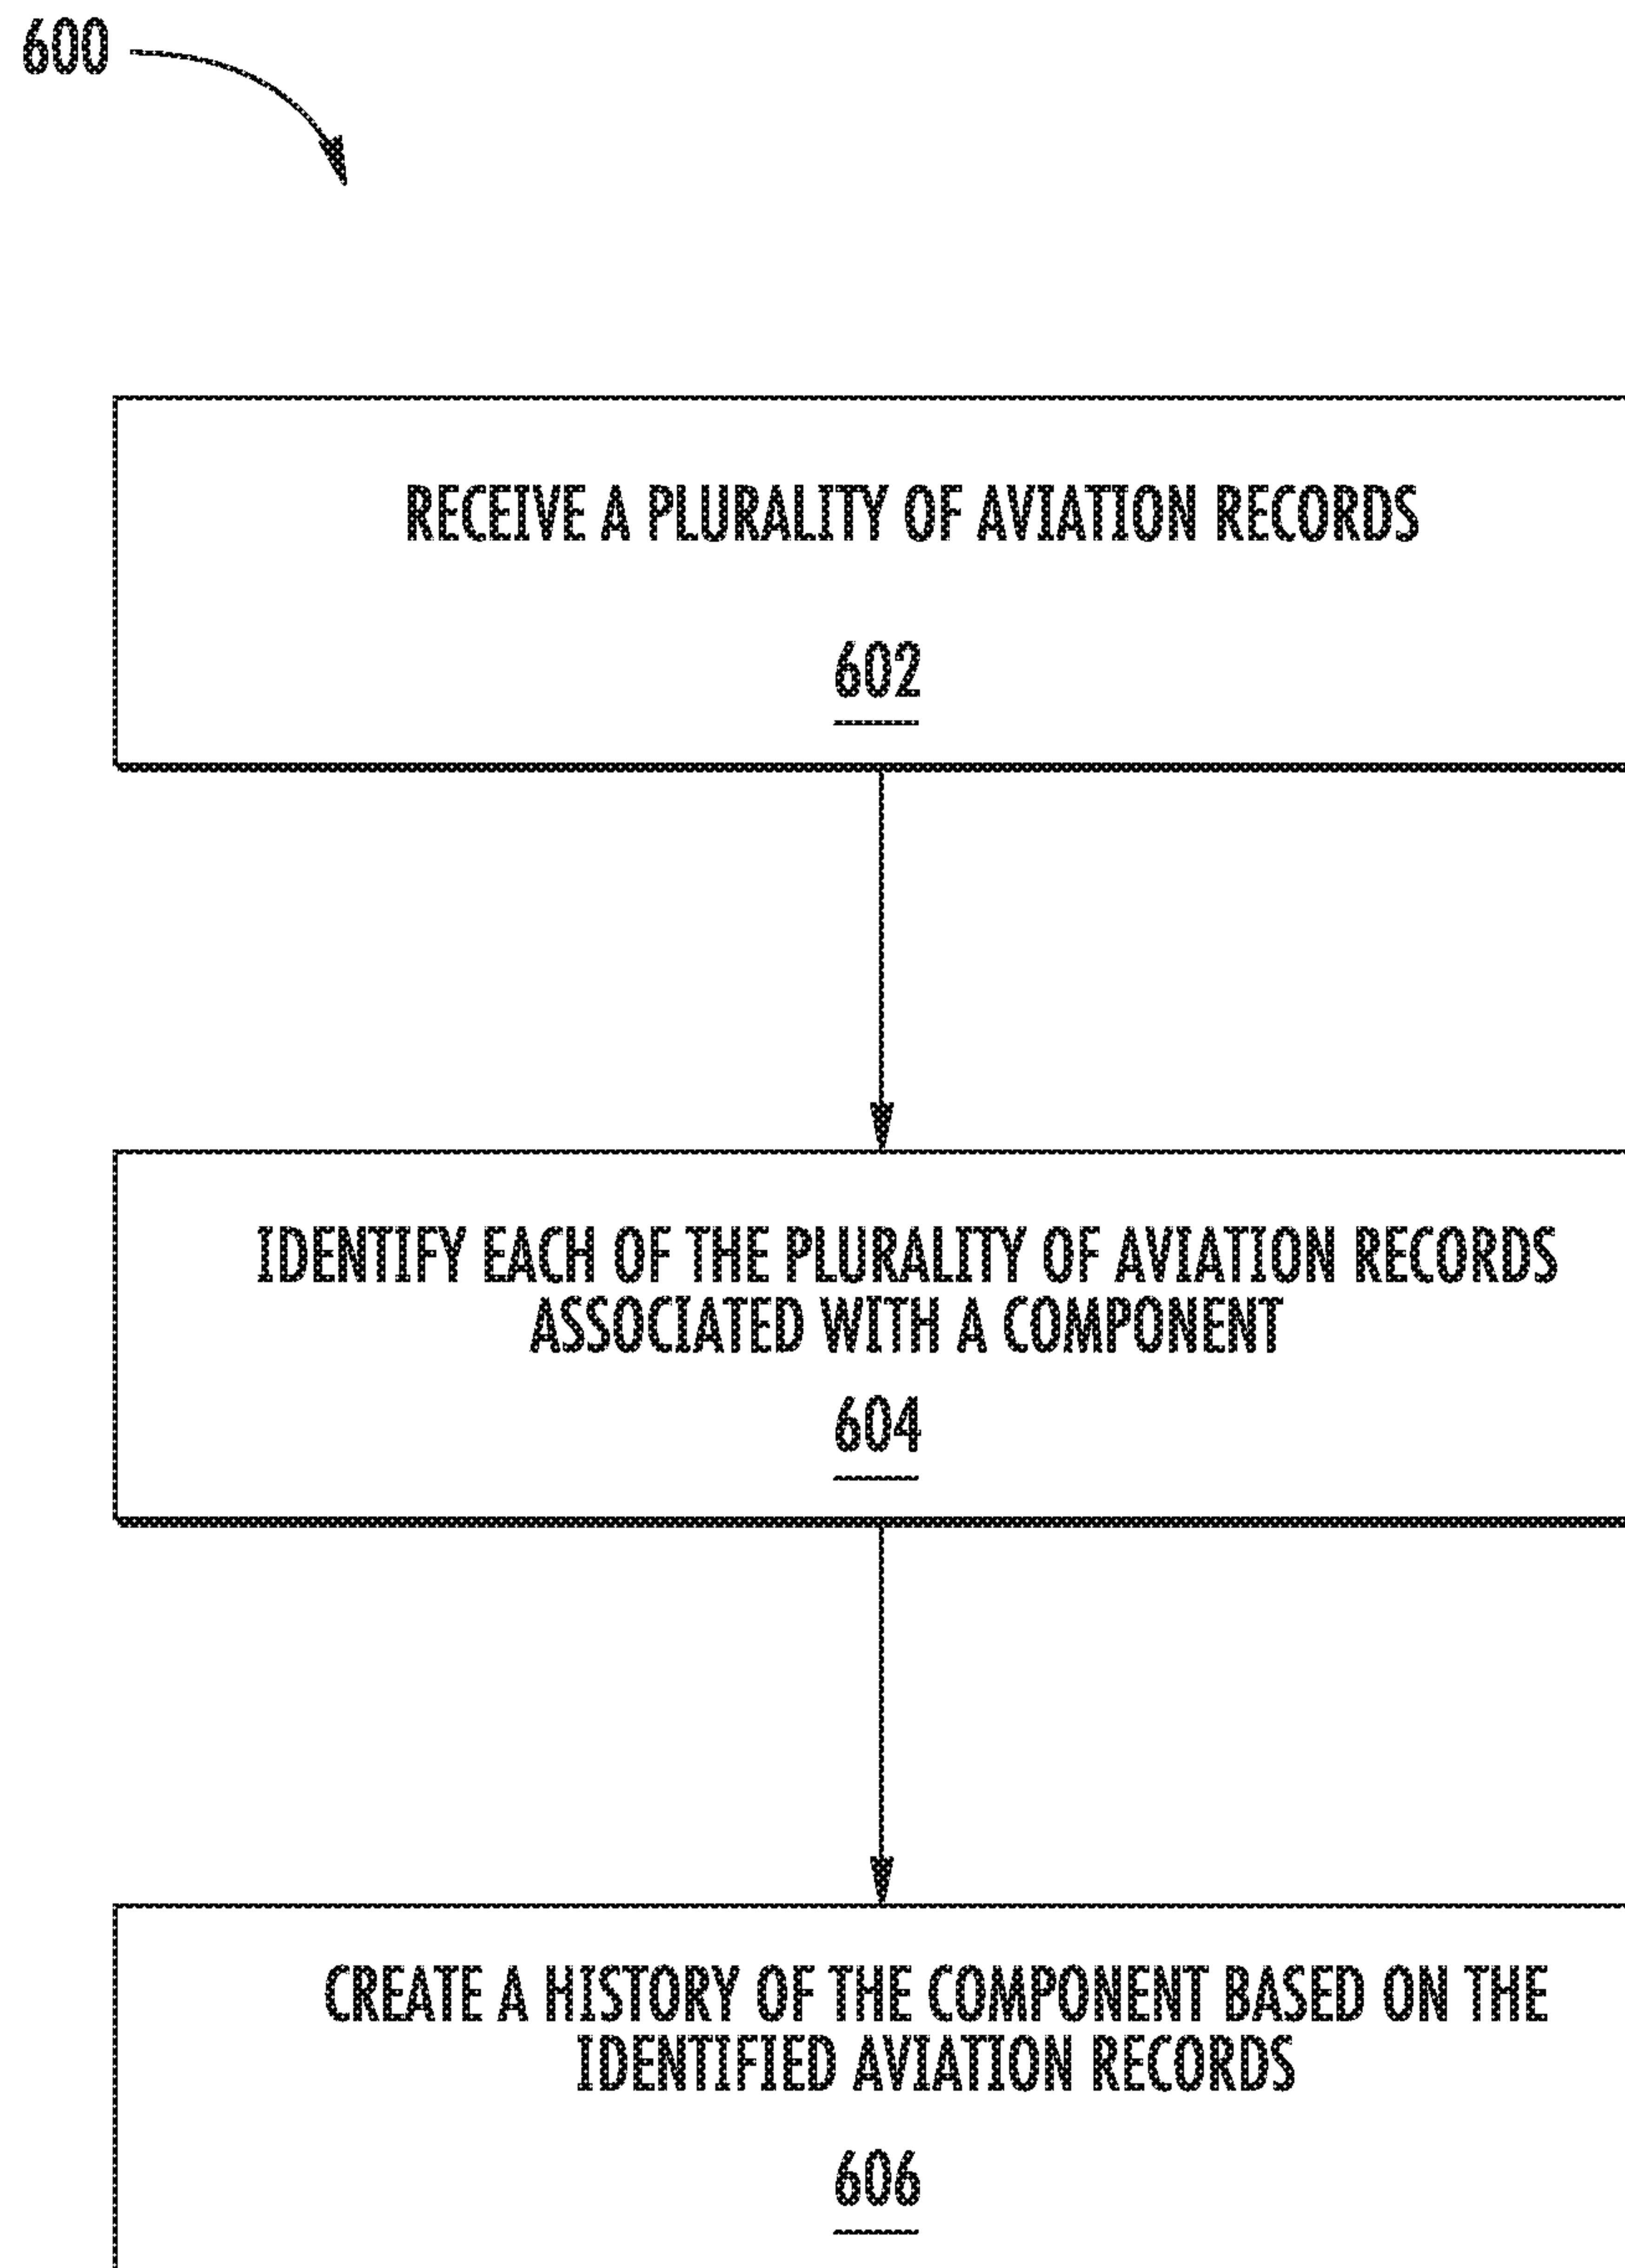 600
RECEIVE A PLURALITY OF AVIATION RECORDS
602
IDENTIFY EACH OF THE PLURALITY OF AVIATION RECORDS
ASSOCIATED WITH A COMPONENT
604
CREATE A HISTORY OF THE COMPONENT BASED ON THE
IDENTIFIED AVIATION RECORDS
606